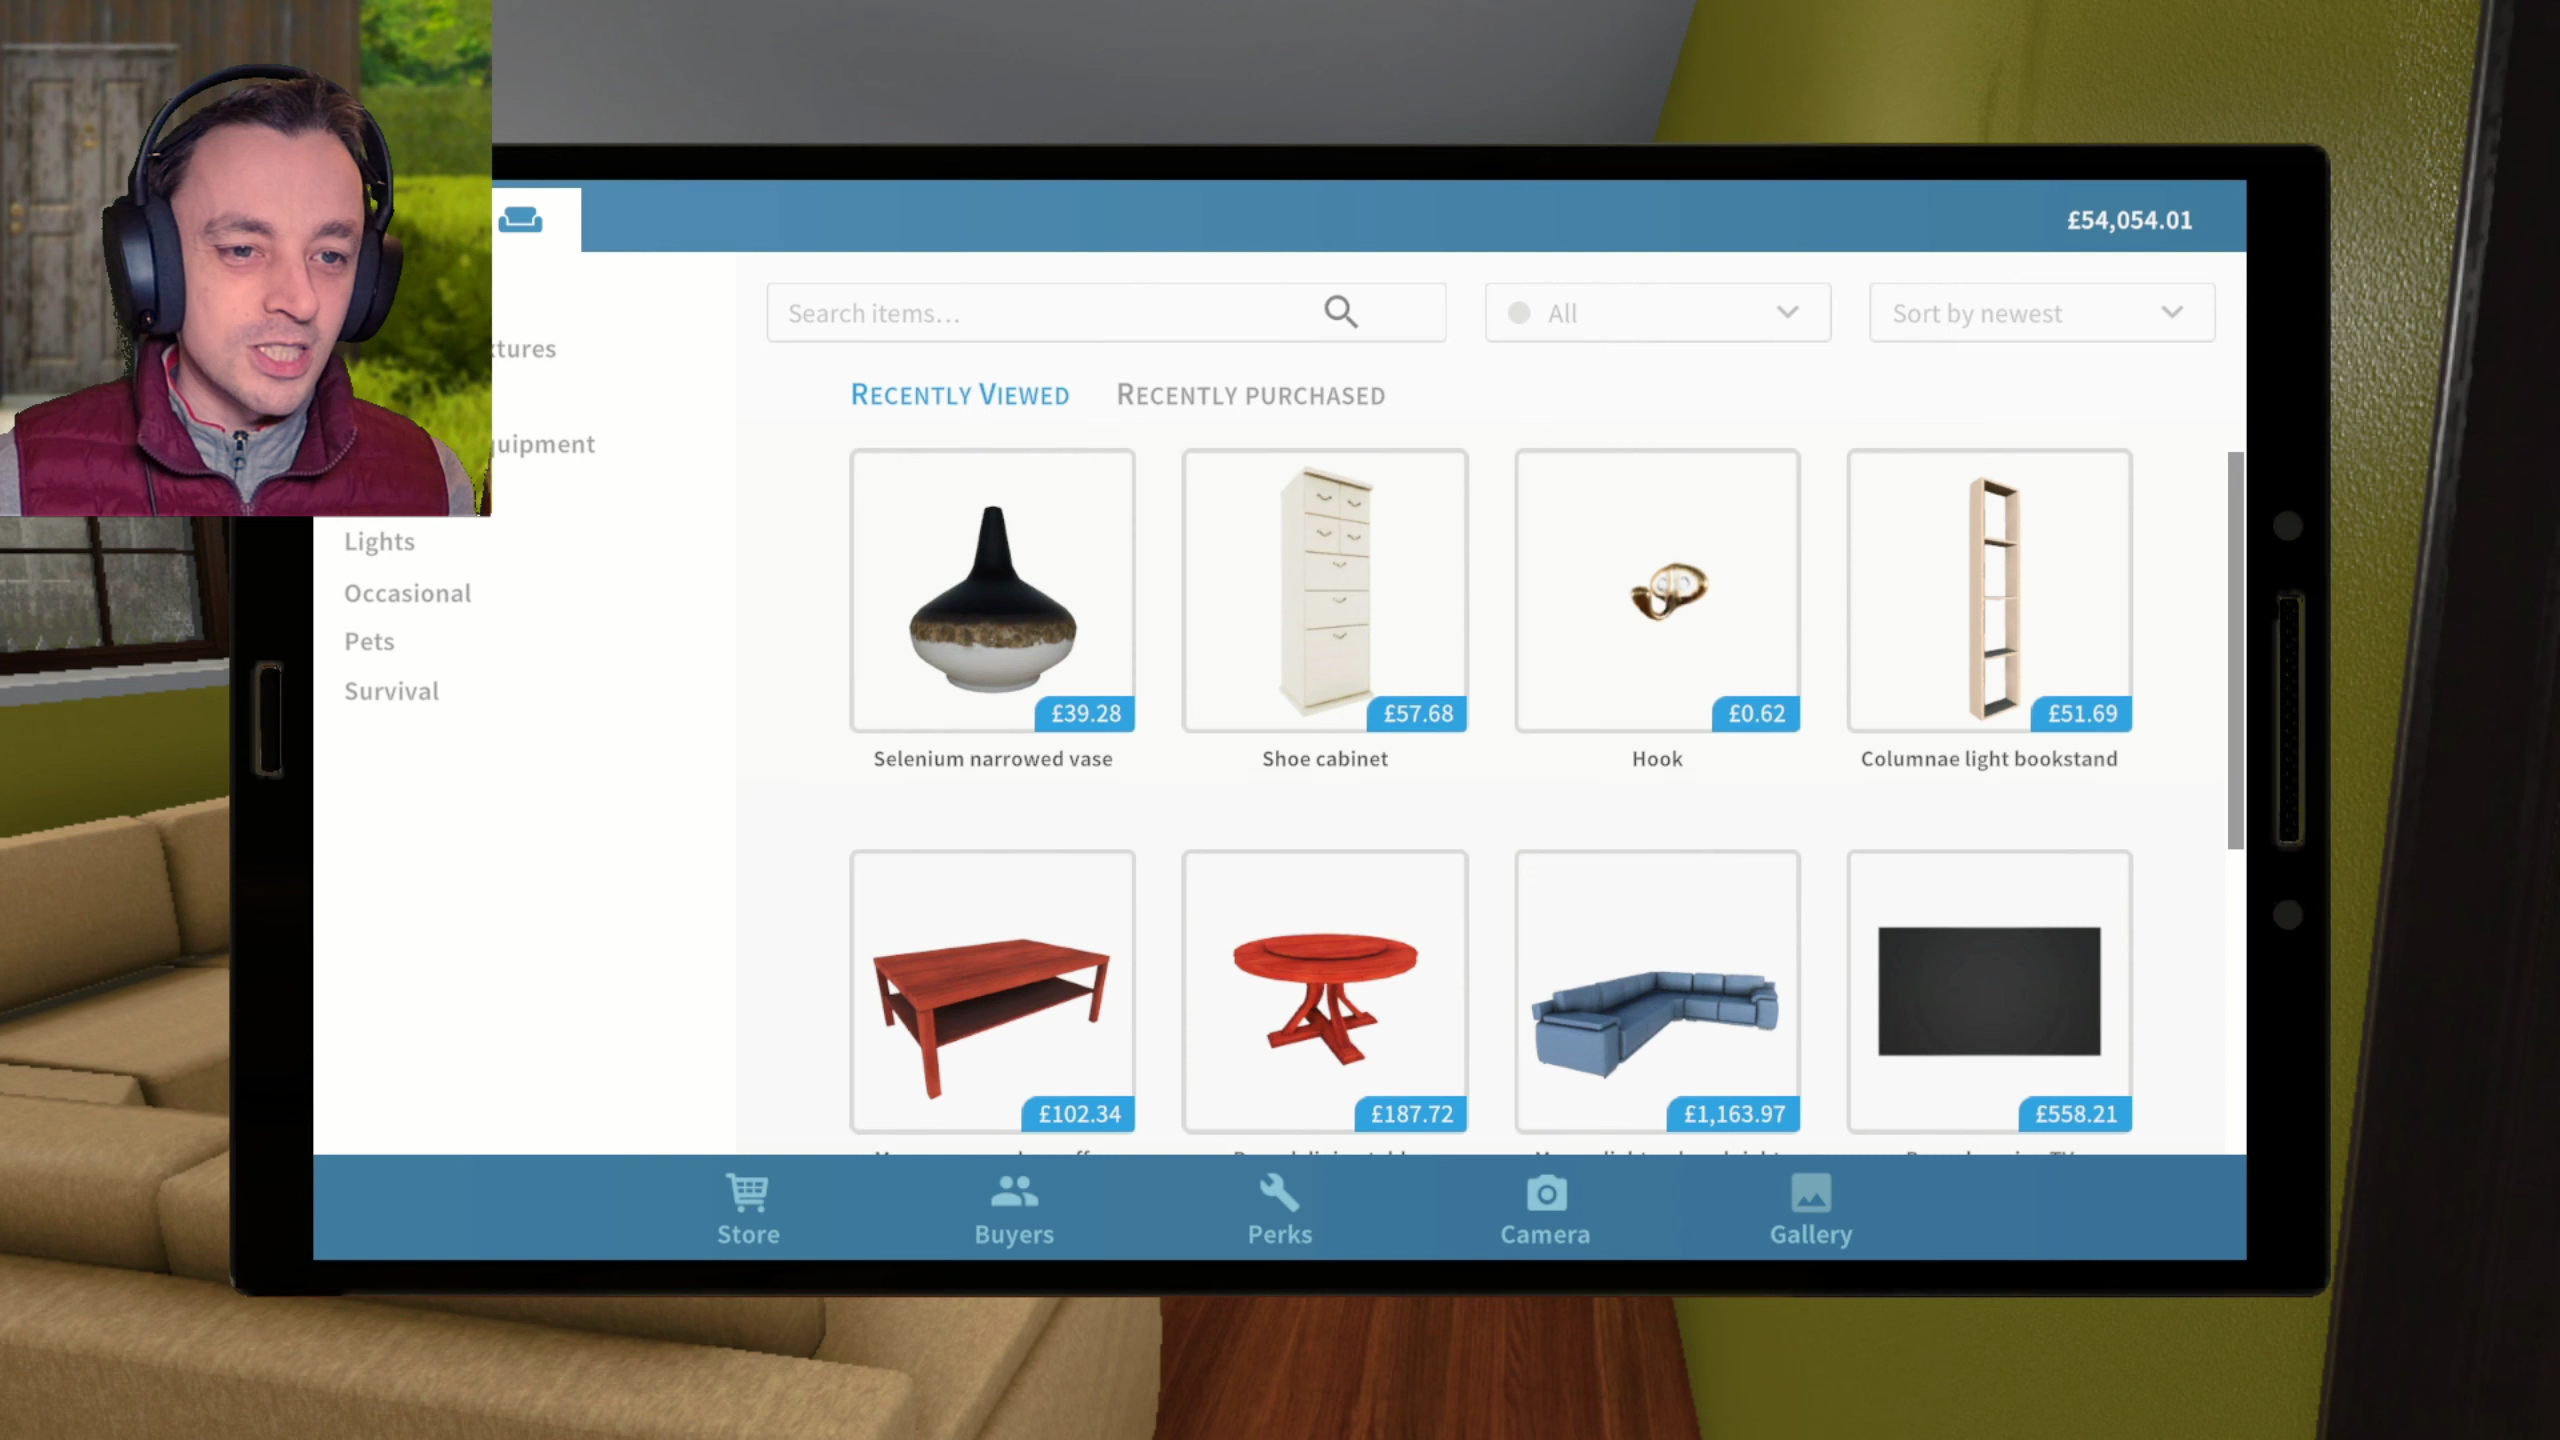 £54,054.01
Search items...
All
Sort by newest
RECENTLY VIEWED
RECENTLY PURCHASED
Lights
Occasional
Pets
Survival
£39.28
£57.68
£0.62
£51.69
Selenium narrowed vase
Shoe cabinet
Hook
Columnae light bookstand
£102.34
£187.72
£1,163.97
£558.21
Store
Buyers
Perks
Camera
Gallery